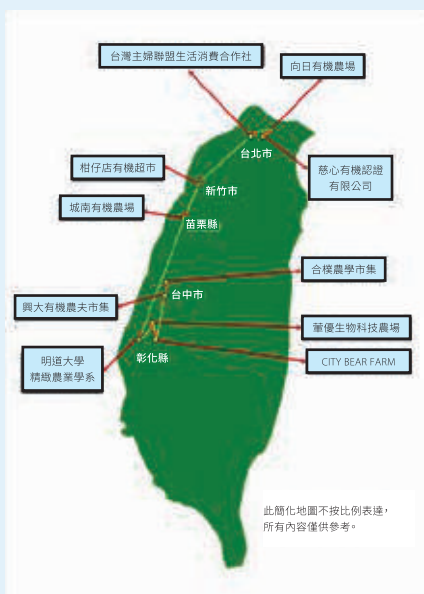 台灣主婦聯盟生活消費合作社
向日有機農場
台北市
慈心有機認證
有限公司
柑仔店有機超市
新竹市
城南有機農場
苗栗縣
合樸農學市集
台中市
興大有機農夫市集
葦優生物科技農場
明道大學
精緻農業學系
彰化縣
CITY BEAR FARM
此簡化地圖不按比例表達，
所有內容僅供參考。